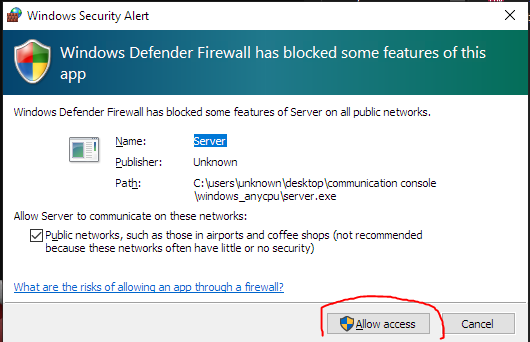 Windows Security Alert
Windows Defender Firewall has blocked some features of this
app
Windows Defender Firewall has blocked some features of Server on all public networks.
Name: Server
Publisher: Unknown
Path: C:\users\unknown\desktop\communication console
\windows_anycpu\server.exe
Allow Server to communicate on these networks:
Public networks, such as those in airports and coffee shops (not recommended
because these networks often have little or no security)
What are the risks of allowing an app through a firewall?
Allow access Cancel